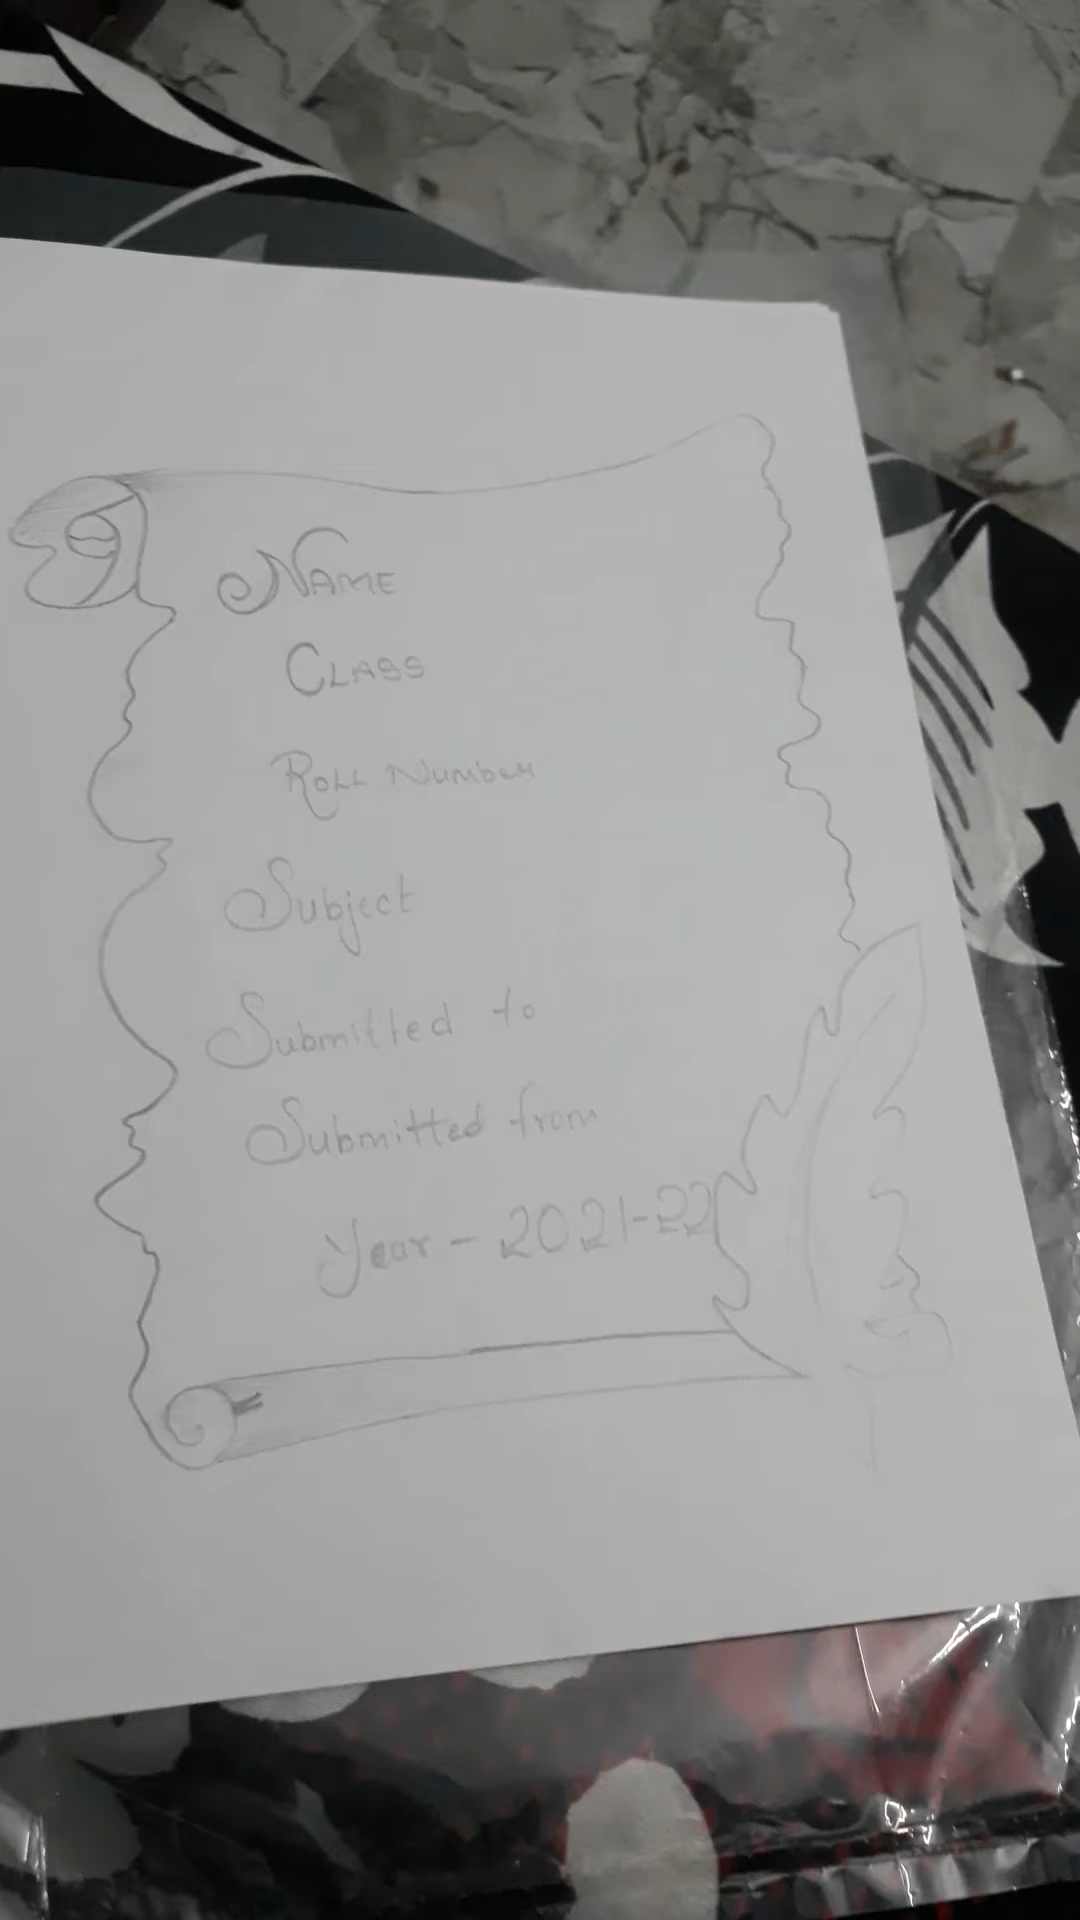 NAME
CLASS
ROLL NUMBER
Subject
Submitted to
Submitted from
Year - 2021-22